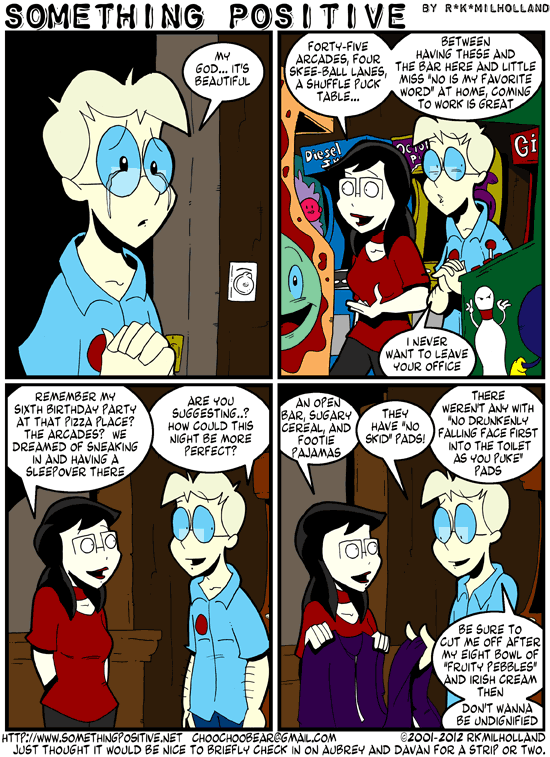 SOMETHING POSITIVE BY R*K*MILHOLLAND
MY
GOD... IT'S
BEAUTIFUL
FORTY-FIVE
ARCADES, FOUR
SKEE-BALL LANES,
A SHUFFLE PUCK
TABLE...
BETWEEN
HAVING THESE AND
THE BAR HERE AND LITTLE
MISS "NO IS MY FAVORITE
WORD" AT HOME, COMING
TO WORK IS GREAT
Diesel
Gi
I NEVER
WANT TO LEAVE
YOUR OFFICE
REMEMBER MY
SIXTH BIRTHDAY PARTY
AT THAT PIZZA PLACE?
THE ARCADES? WE
DREAMED OF SNEAKING
IN AND HAVING A
SLEEPOVER THERE
ARE YOU
SUGGESTING..?
HOW COULD THIS
NIGHT BE MORE
PERFECT?
AN OPEN
BAR, SUGARY
CEREAL, AND
FOOTIE
PAJAMAS
THEY
HAVE "NO
SKID" PADS!
THERE
WEREN'T ANY WITH
"NO DRUNKENLY
FALLING FACE FIRST
INTO THE TOILET
AS YOU PUKE"
PADS
BE SURE TO
CUT ME OFF AFTER
MY EIGHT BOWL OF
"FRUITY PEBBLES"
AND IRISH CREAM
THEN
DON'T WANNA
BE UNDIGNIFIED
HTTP://WWW.SOMETHINGPOSITIVE.NET CHOOCHOOBEAR@GMAIL.COM ©2001-2012 RKMILHOLLAND
JUST THOUGHT IT WOULD BE NICE TO BRIEFLY CHECK IN ON AUBREY AND DAVAN FOR A STRIP OR TWO.